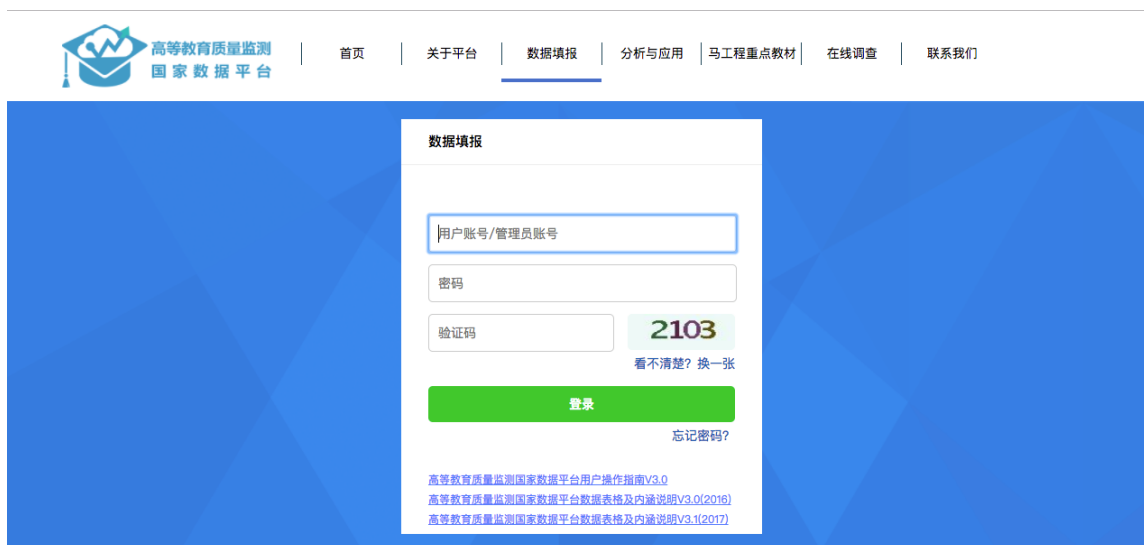 高等教育质量监测
国家数据平台
首页
关于平台
数据填报
分析与应用
马工程重点教材
在线调查
联系我们
数据填报
用户账号/管理员账号
密码
验证码
2103
看不清楚？换一张
登录
忘记密码？
高等教育质量监测国家数据平台用户操作指南V3.0
高等教育质量监测国家数据平台数据表格及内涵说明V3.0(2016)
高等教育质量监测国家数据平台数据表格及内涵说明V3.1(2017)